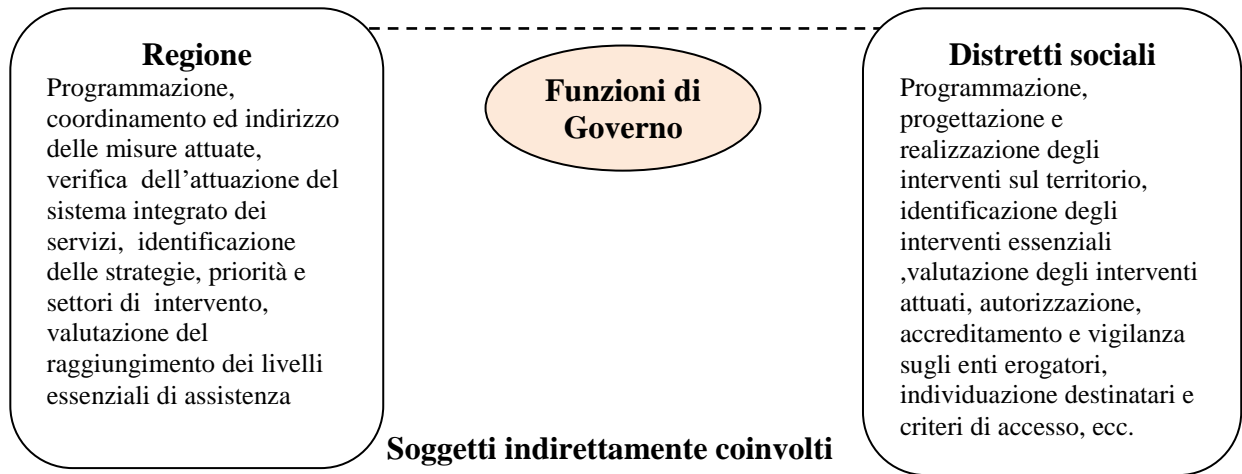 Regione
Programmazione,
coordinamento ed indirizzo
delle misure attuate,
verifica dell’attuazione del
sistema integrato dei
servizi, identificazione
delle strategie, priorità e
settori di intervento,
valutazione del
raggiungimento dei livelli
essenziali di assistenza
Funzioni di
Governo
Distretti sociali
Programmazione,
progettazione e
realizzazione degli
interventi sul territorio,
identificazione degli
interventi essenziali
,valutazione degli interventi
attuati, autorizzazione,
accreditamento e vigilanza
sugli enti erogatori,
individuazione destinatari e
criteri di accesso, ecc.
Soggetti indirettamente coinvolti